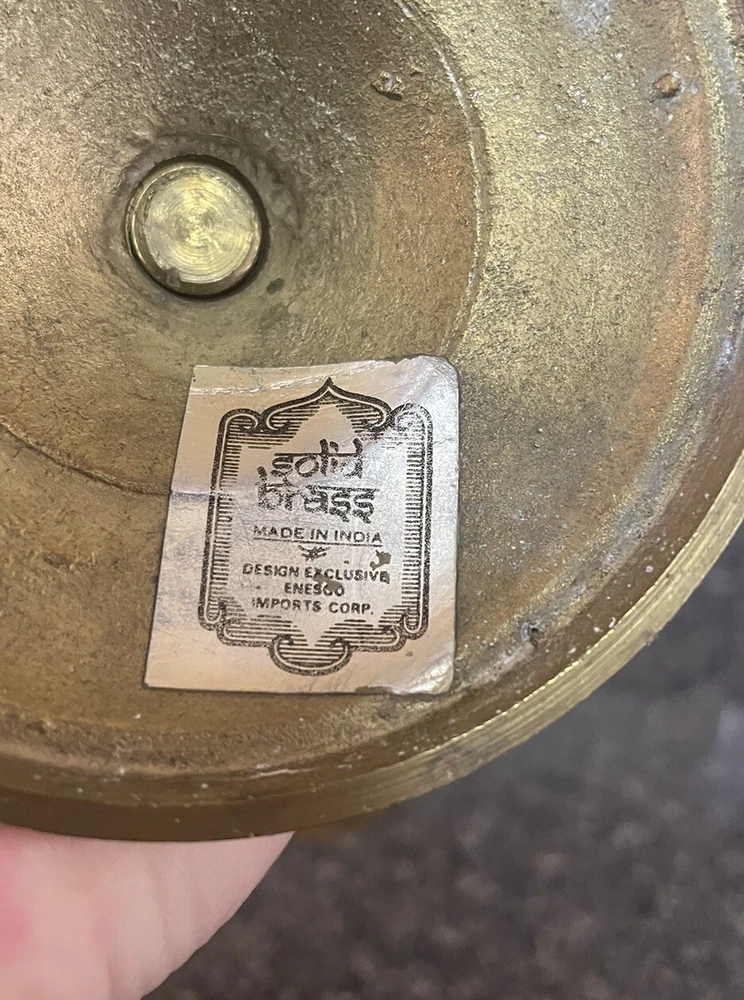 solid
brass
MADE IN INDIA
DESIGN EXCLUSIVE
ENESCO
IMPORTS CORP.